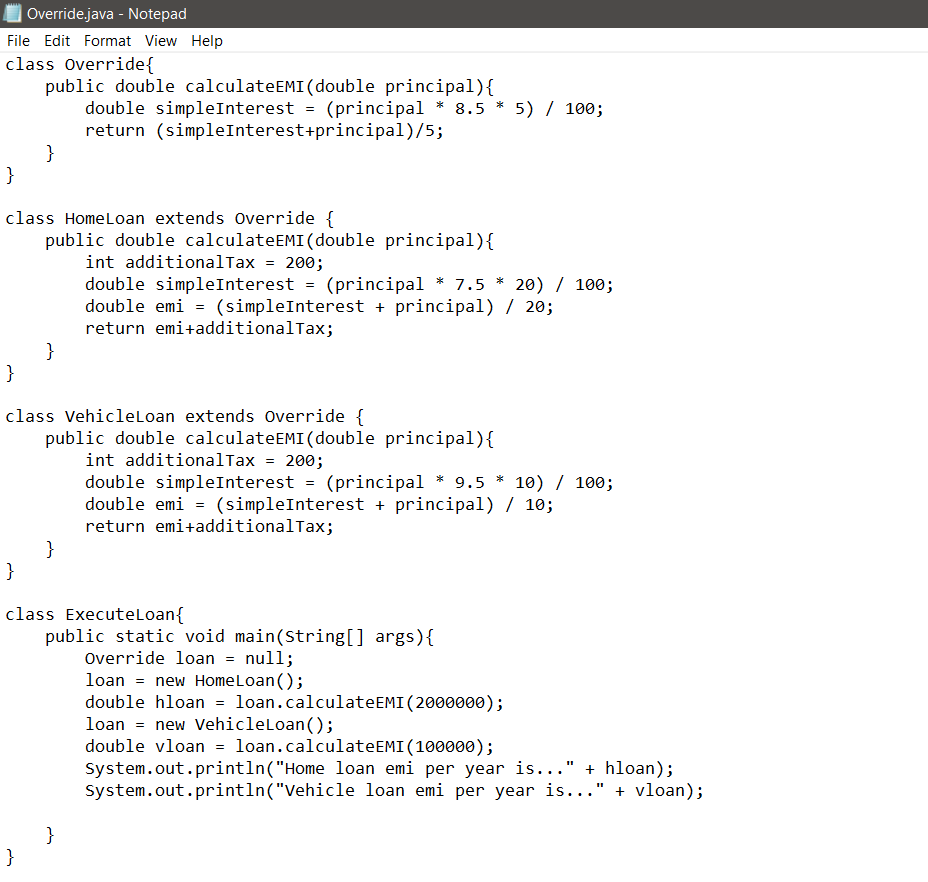 Override.java - Notepad
File Edit Format View Help
class Override{
    public double calculateEMI(double principal){
        double simpleInterest = (principal * 8.5 * 5) / 100;
        return (simpleInterest+principal)/5;
    }
}

class HomeLoan extends Override {
    public double calculateEMI(double principal){
        int additionalTax = 200;
        double simpleInterest = (principal * 7.5 * 20) / 100;
        double emi = (simpleInterest + principal) / 20;
        return emi+additionalTax;
    }
}

class VehicleLoan extends Override {
    public double calculateEMI(double principal){
        int additionalTax = 200;
        double simpleInterest = (principal * 9.5 * 10) / 100;
        double emi = (simpleInterest + principal) / 10;
        return emi+additionalTax;
    }
}

class ExecuteLoan{
    public static void main(String[] args){
        Override loan = null;
        loan = new HomeLoan();
        double hloan = loan.calculateEMI(2000000);
        loan = new VehicleLoan();
        double vloan = loan.calculateEMI(100000);
        System.out.println("Home loan emi per year is..." + hloan);
        System.out.println("Vehicle loan emi per year is..." + vloan);

    }
}